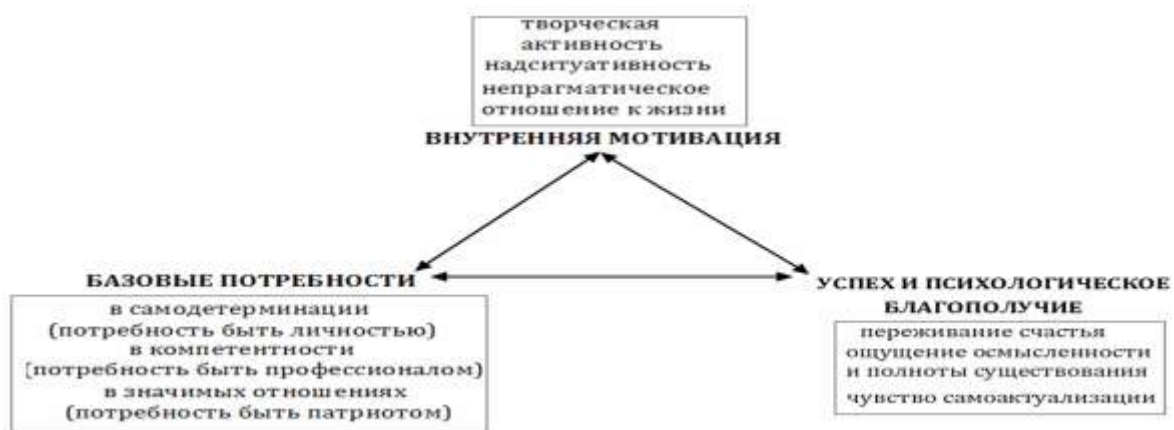 творческая
активность
надситуативность
непрагматическое
отношение к жизни
ВНУТРЕННЯЯ МОТИВАЦИЯ
БАЗОВЫЕ ПОТРЕБНОСТИ
в самодетерминации
(потребность быть личностью)
в компетентности
[потребность быть профессионалом)
в значимых отношениях
(потребность быть патриотом)
УСПЕХ И ПСИХОЛОГИЧЕСКОЕ
БЛАГОПОЛУЧИЕ
переживание счастья
ощущение осмысленности
и полноты существования
чувство самоактуализации